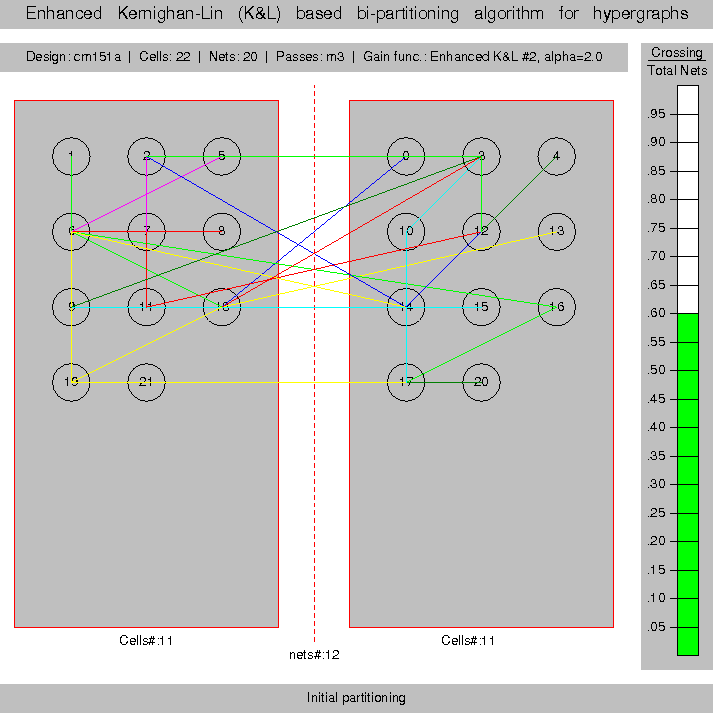 Enhanced Kernighan-Lin (K&L) based bi-partitioning algorithm for hypergraphs
Design: cm151a | Cells: 22 | Nets: 20 | Passes: m3 | Gain func.: Enhanced K&L #2, alpha=2.0
Crossing
Total Nets
1 2 5 0 3 4
6 7 8 10 12 13
9 11 18 14 15 16
19 21 17 20
.95
.90
.85
.80
.75
.70
.65
.60
.55
.50
.45
.40
.35
.30
.25
.20
.15
.10
.05
Cells#:11
Cells#:11
nets#:12
Initial partitioning